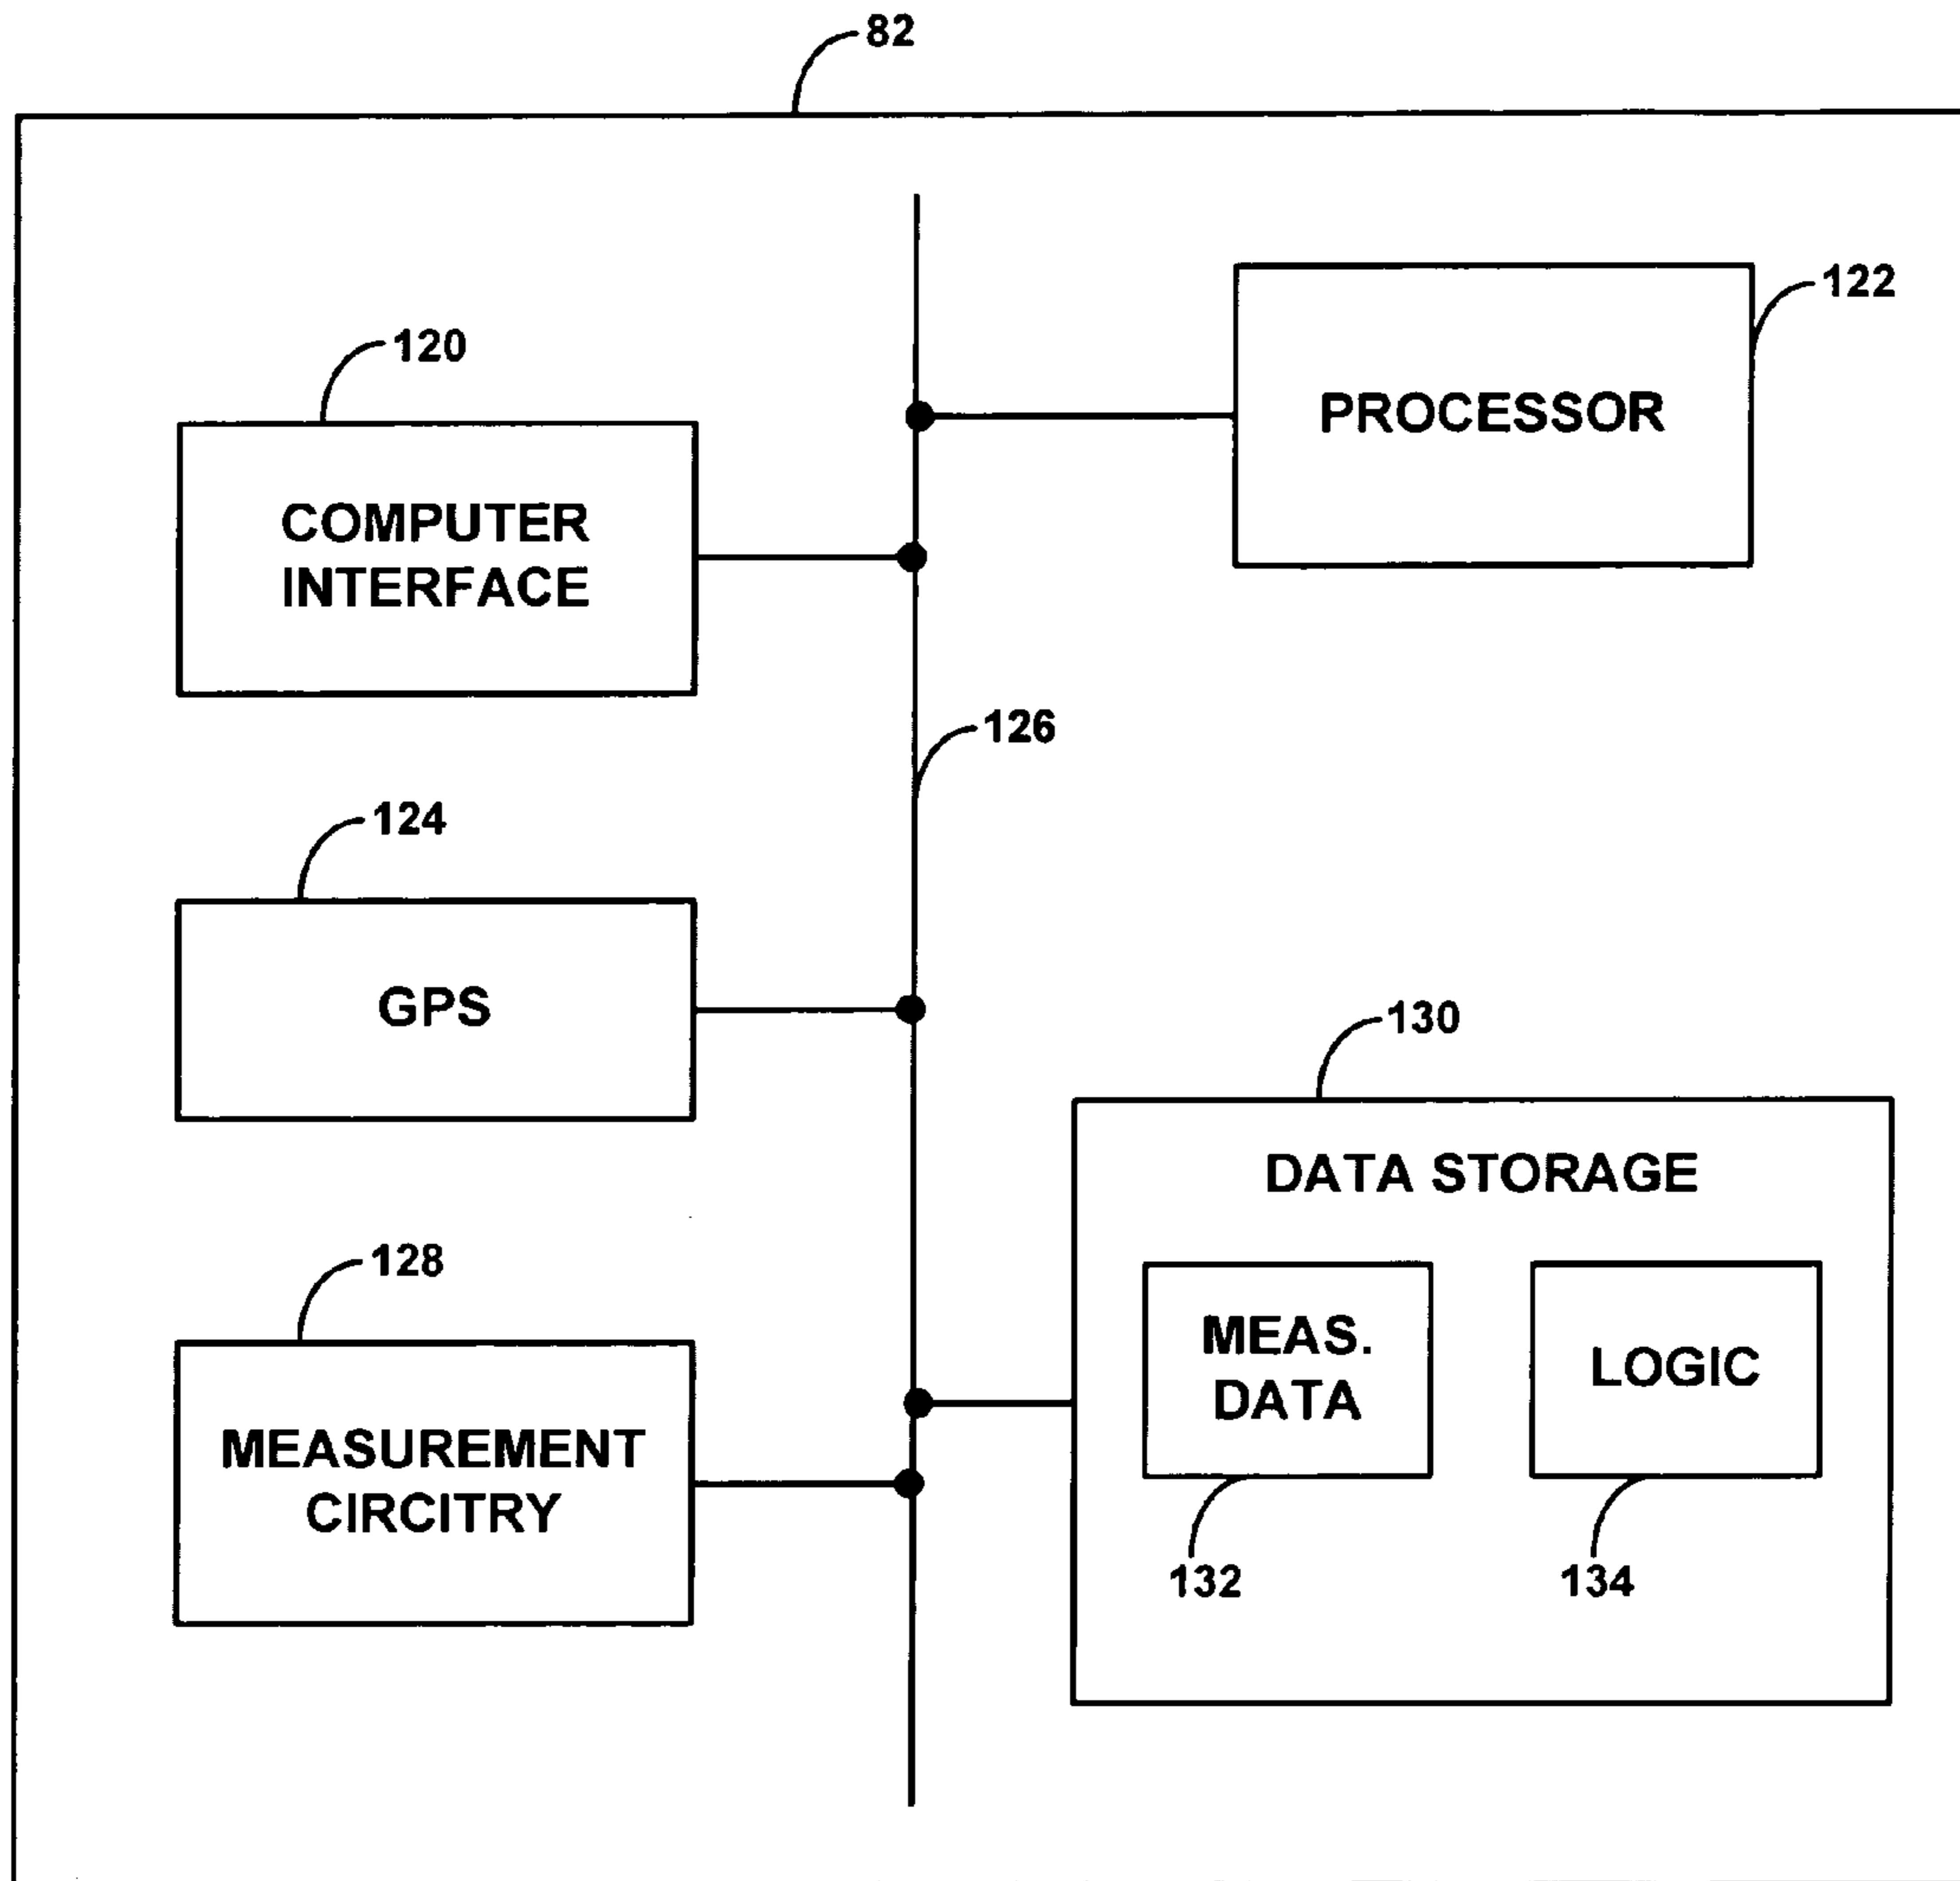 82
122
PROCESSOR
120
COMPUTER
INTERFACE
126
124
GPS
130
DATA STORAGE
128
MEAS.
DATA
LOGIC
MEASUREMENT
CIRCITRY
132
134